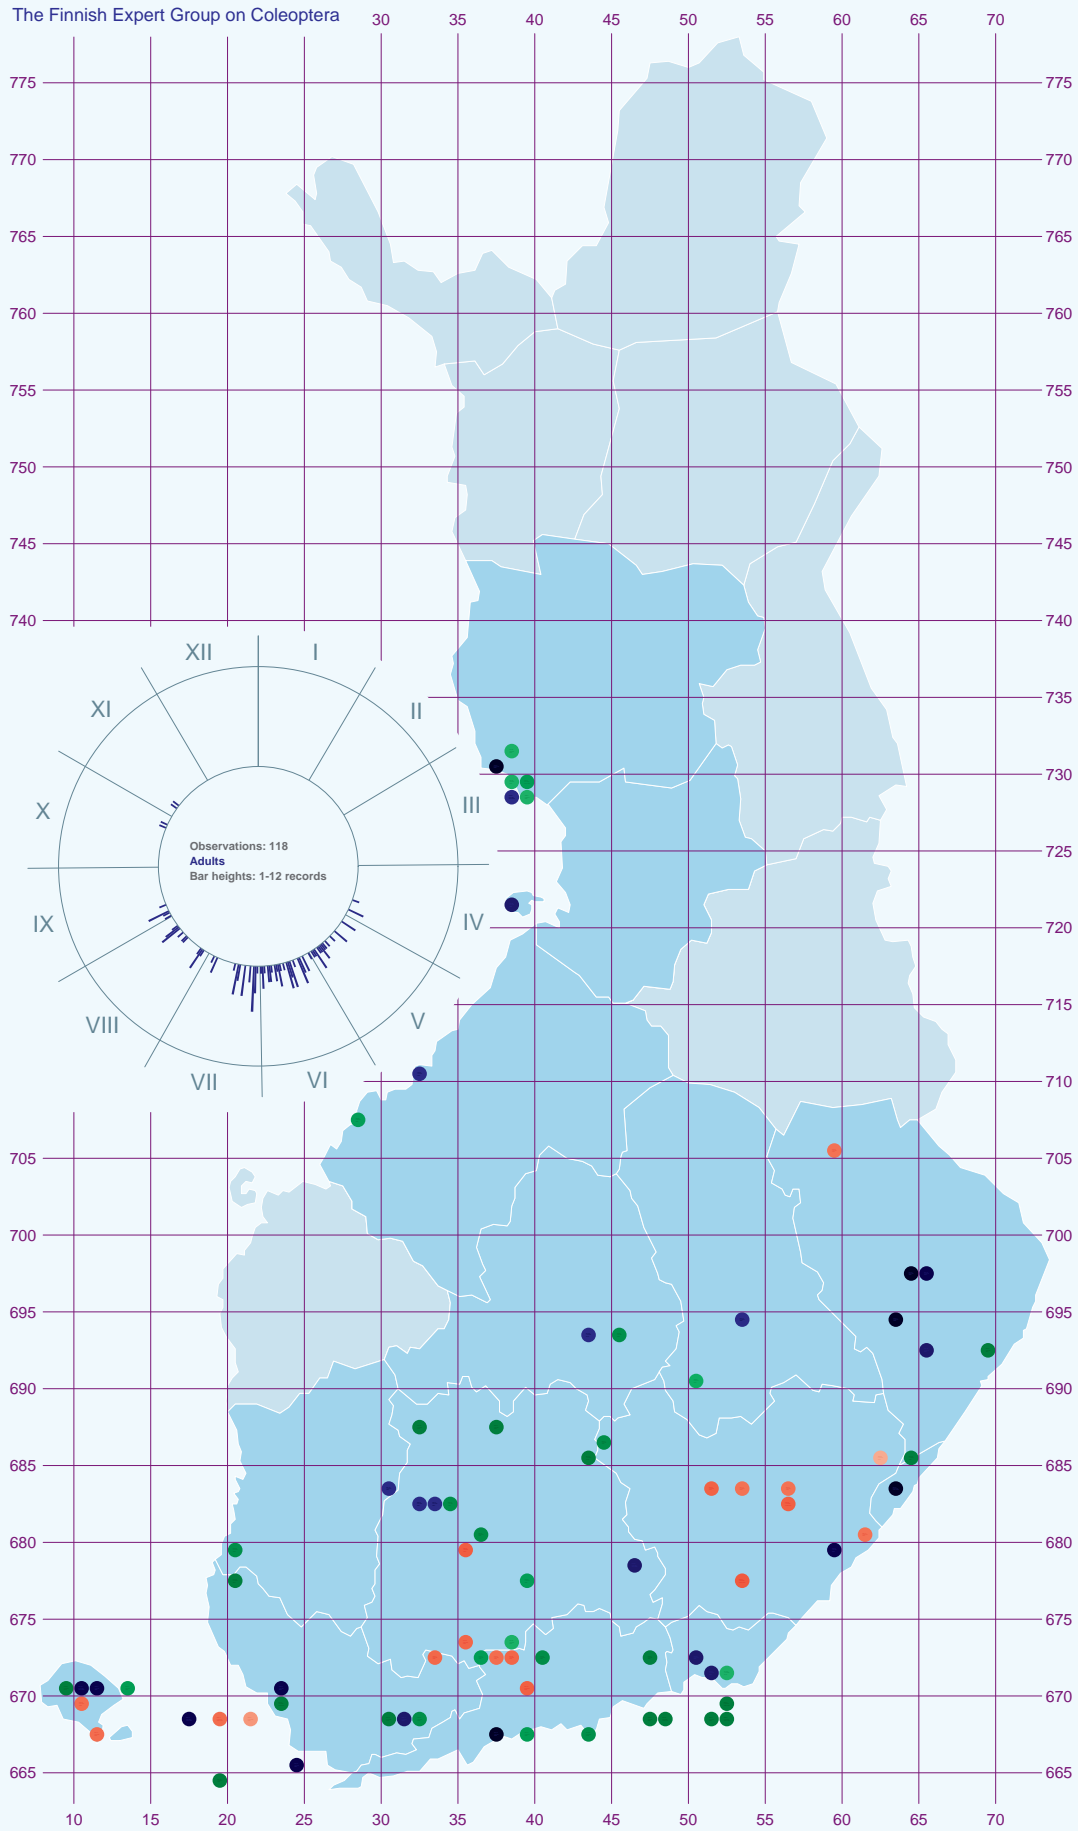 The Finnish Expert Group on Coleoptera
30 35 40 45 50 55 60 65 70
775 775
770 770
765 765
760 760
755 755
750 750
745 745
740 740
735
730
725
720
715
710
705 705
700 700
695 695
690 690
685 685
680 680
675 675
670 670
665 665
10 15 20 25 30 35 40 45 50 55 60 65 70
XII I
XI II
X III
IX IV
VIII V
VII VI
Observations: 118
Adults
Bar heights: 1-12 records